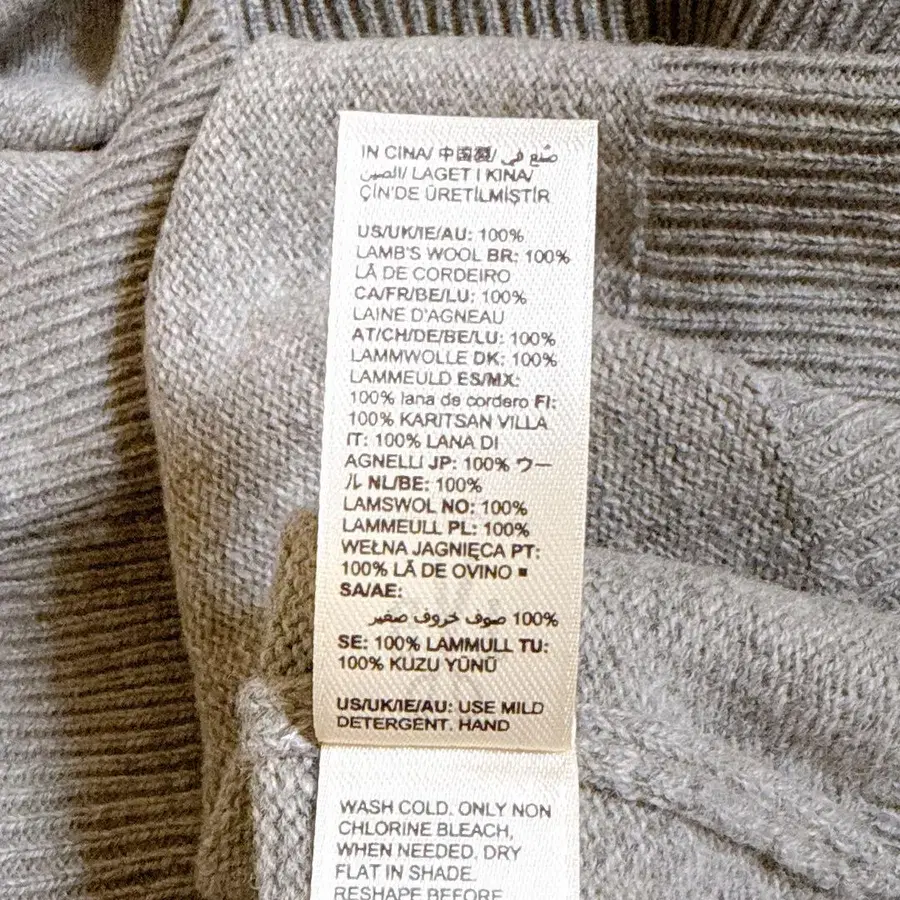 IN CINA/ 中国製/ صنع في
الصين/ LAGET I KINA/
ÇİN'DE ÜRETİLMİŞTİR
US/UK/IE/AU: 100%
LAMB'S WOOL BR: 100%
LÃ DE CORDEIRO
CA/FR/BE/LU: 100%
LAINE D'AGNEAU
AT/CH/DE/BE/LU: 100%
LAMMWOLLE DK: 100%
LAMMEULD ES/MX:
100% lana de cordero FI:
100% KARITSAN VILLA
IT: 100% LANA DI
AGNELLI JP: 100% ウー
ル NL/BE: 100%
LAMSWOL NO: 100%
LAMMEULL PL: 100%
WEŁNA JAGNIĘCA PT:
100% LÃ DE OVINO ■
SA/AE:
100% صوف خروف صغير
SE: 100% LAMMULL TU:
100% KUZU YÜNÜ
US/UK/IE/AU: USE MILD
DETERGENT. HAND
WASH COLD. ONLY NON
CHLORINE BLEACH,
WHEN NEEDED. DRY
FLAT IN SHADE.
RESHAPE BEFORE